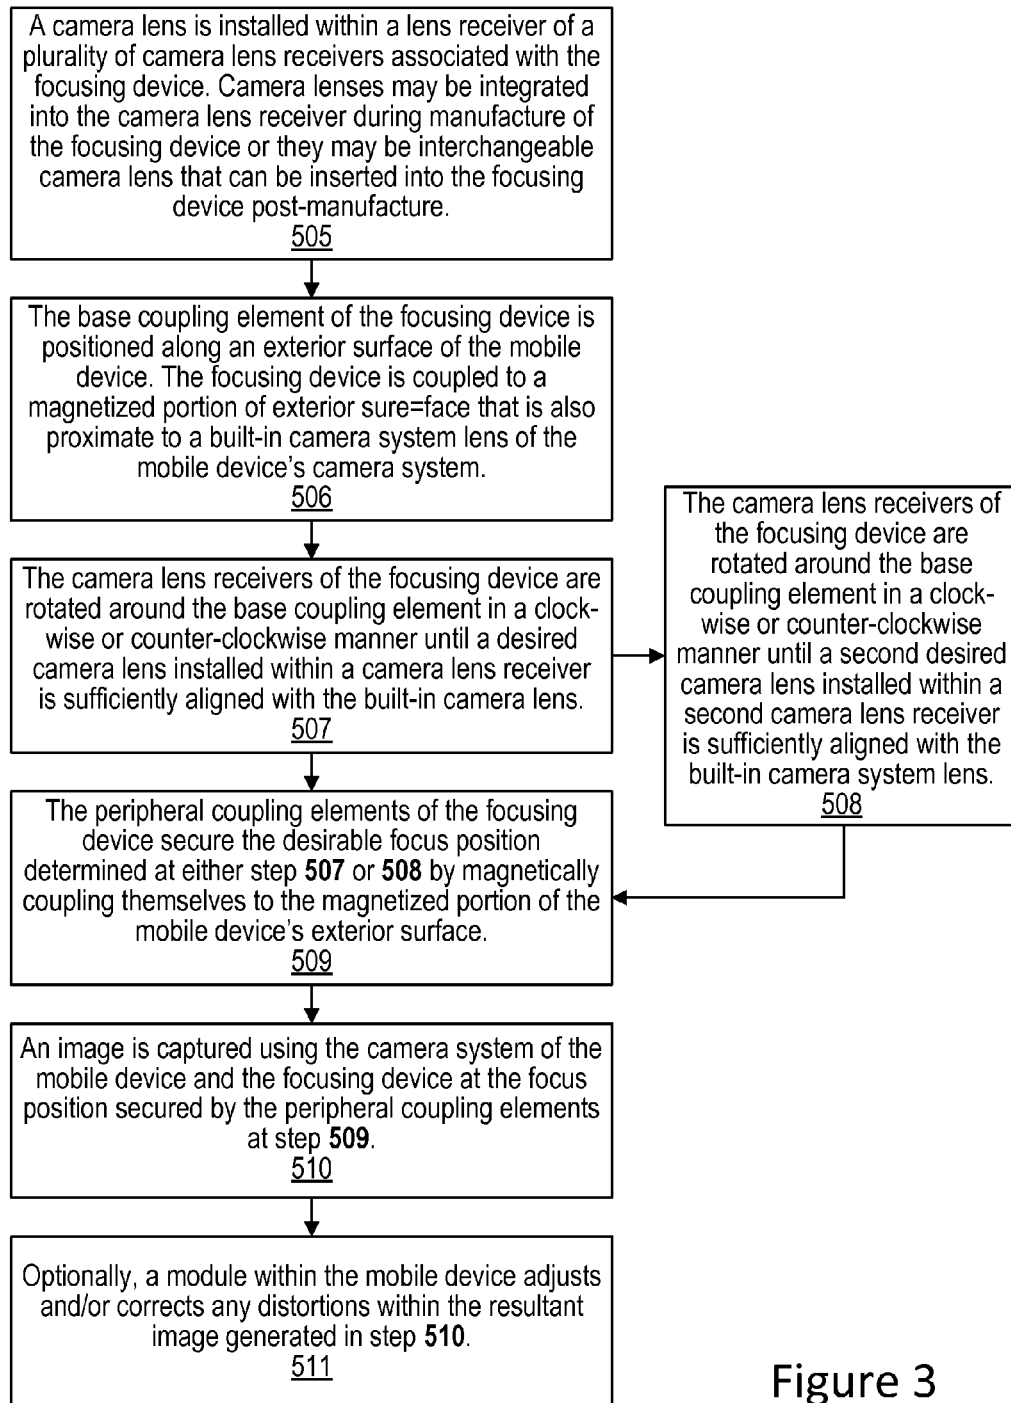 A camera lens is installed within a lens receiver of a
plurality of camera lens receivers associated with the
focusing device. Camera lenses may be integrated
into the camera lens receiver during manufacture of
the focusing device or they may be interchangeable
camera lens that can be inserted into the focusing
device post-manufacture.
505
The base coupling element of the focusing device is
positioned along an exterior surface of the mobile
device. The focusing device is coupled to a
magnetized portion of exterior sure=face that is also
proximate to a built-in camera system lens of the
mobile device's camera system.
506
The camera lens receivers of the focusing device are
rotated around the base coupling element in a clock-
wise or counter-clockwise manner until a desired
camera lens installed within a camera lens receiver
is sufficiently aligned with the built-in camera lens.
507
The camera lens receivers of
the focusing device are
rotated around the base
coupling element in a clock-
wise or counter-clockwise
manner until a second desired
camera lens installed within a
second camera lens receiver
is sufficiently aligned with the
built-in camera system lens.
508
The peripheral coupling elements of the focusing
device secure the desirable focus position
determined at either step 507 or 508 by magnetically
coupling themselves to the magnetized portion of the
mobile device's exterior surface.
509
An image is captured using the camera system of the
mobile device and the focusing device at the focus
position secured by the peripheral coupling elements
at step 509.
510
Optionally, a module within the mobile device adjusts
and/or corrects any distortions within the resultant
image generated in step 510.
511
Figure 3